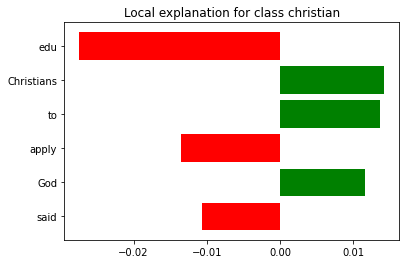 Local explanation for class christian
edu
Christians
to
apply
God
said
−0.02
−0.01
0.00
0.01